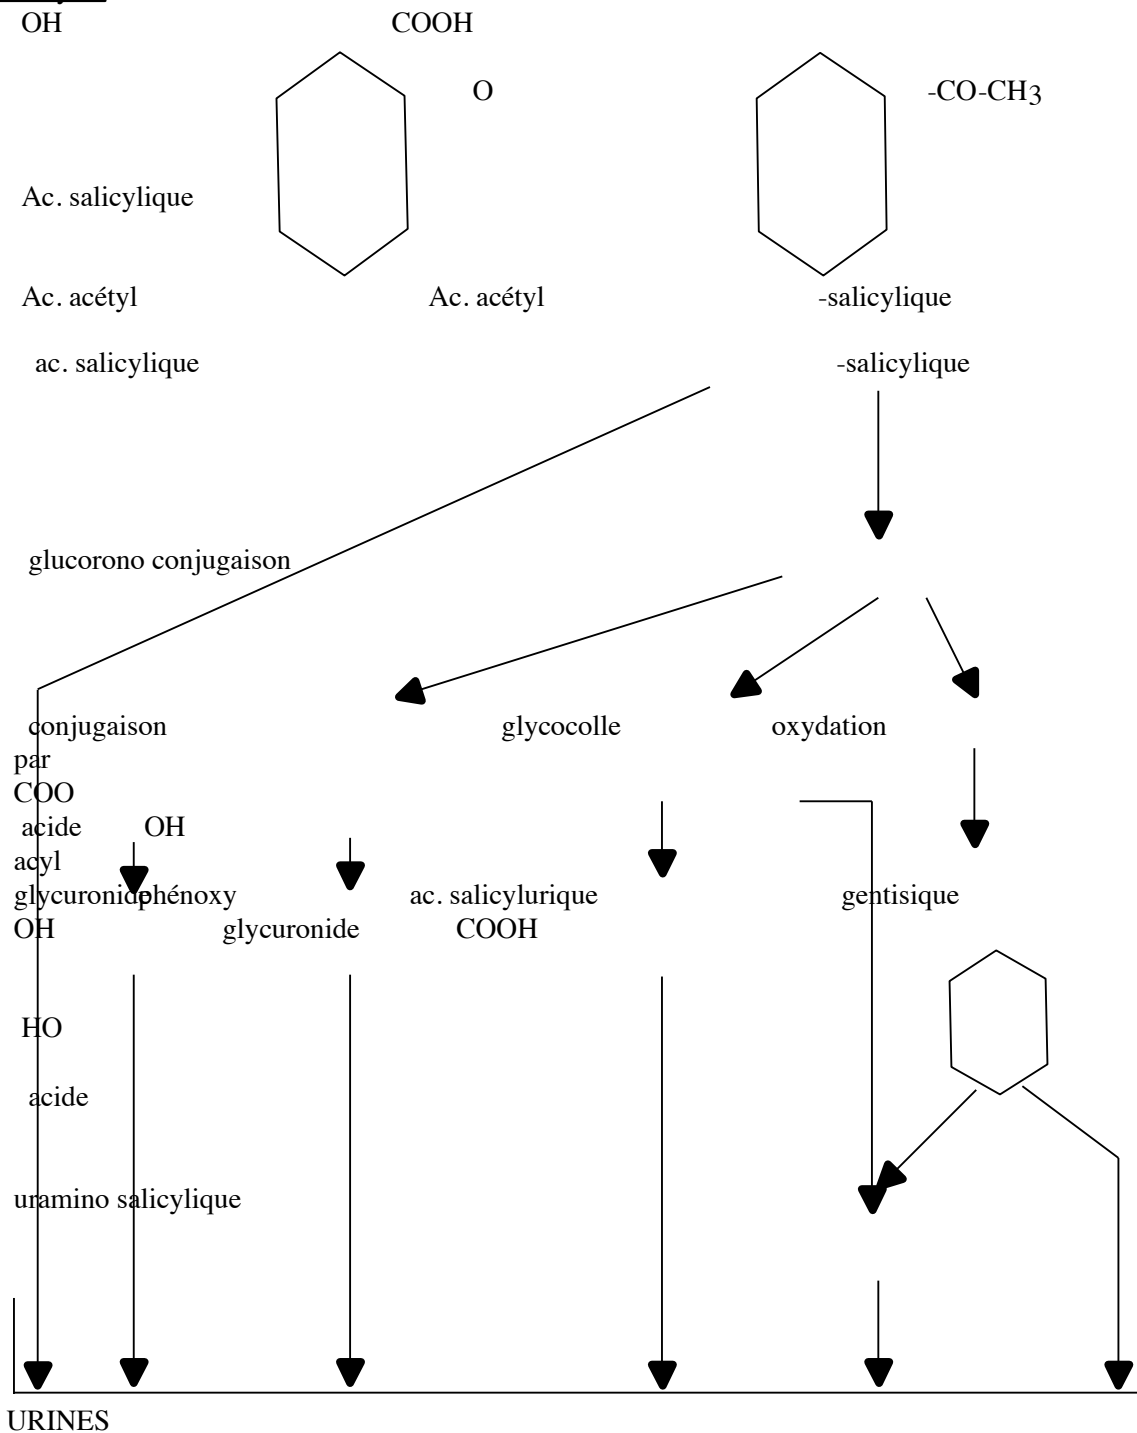 OH COOH
O -CO-CH3
Ac. salicylique
Ac. acétyl Ac. acétyl -salicylique
ac. salicylique -salicylique
glucorono conjugaison
conjugaison glycocolle oxydation
par
COO
acide OH
acyl
glycuronide phénoxy ac. salicylurique gentisique
OH glycuronide COOH
HO
acide
uramino salicylique
URINES